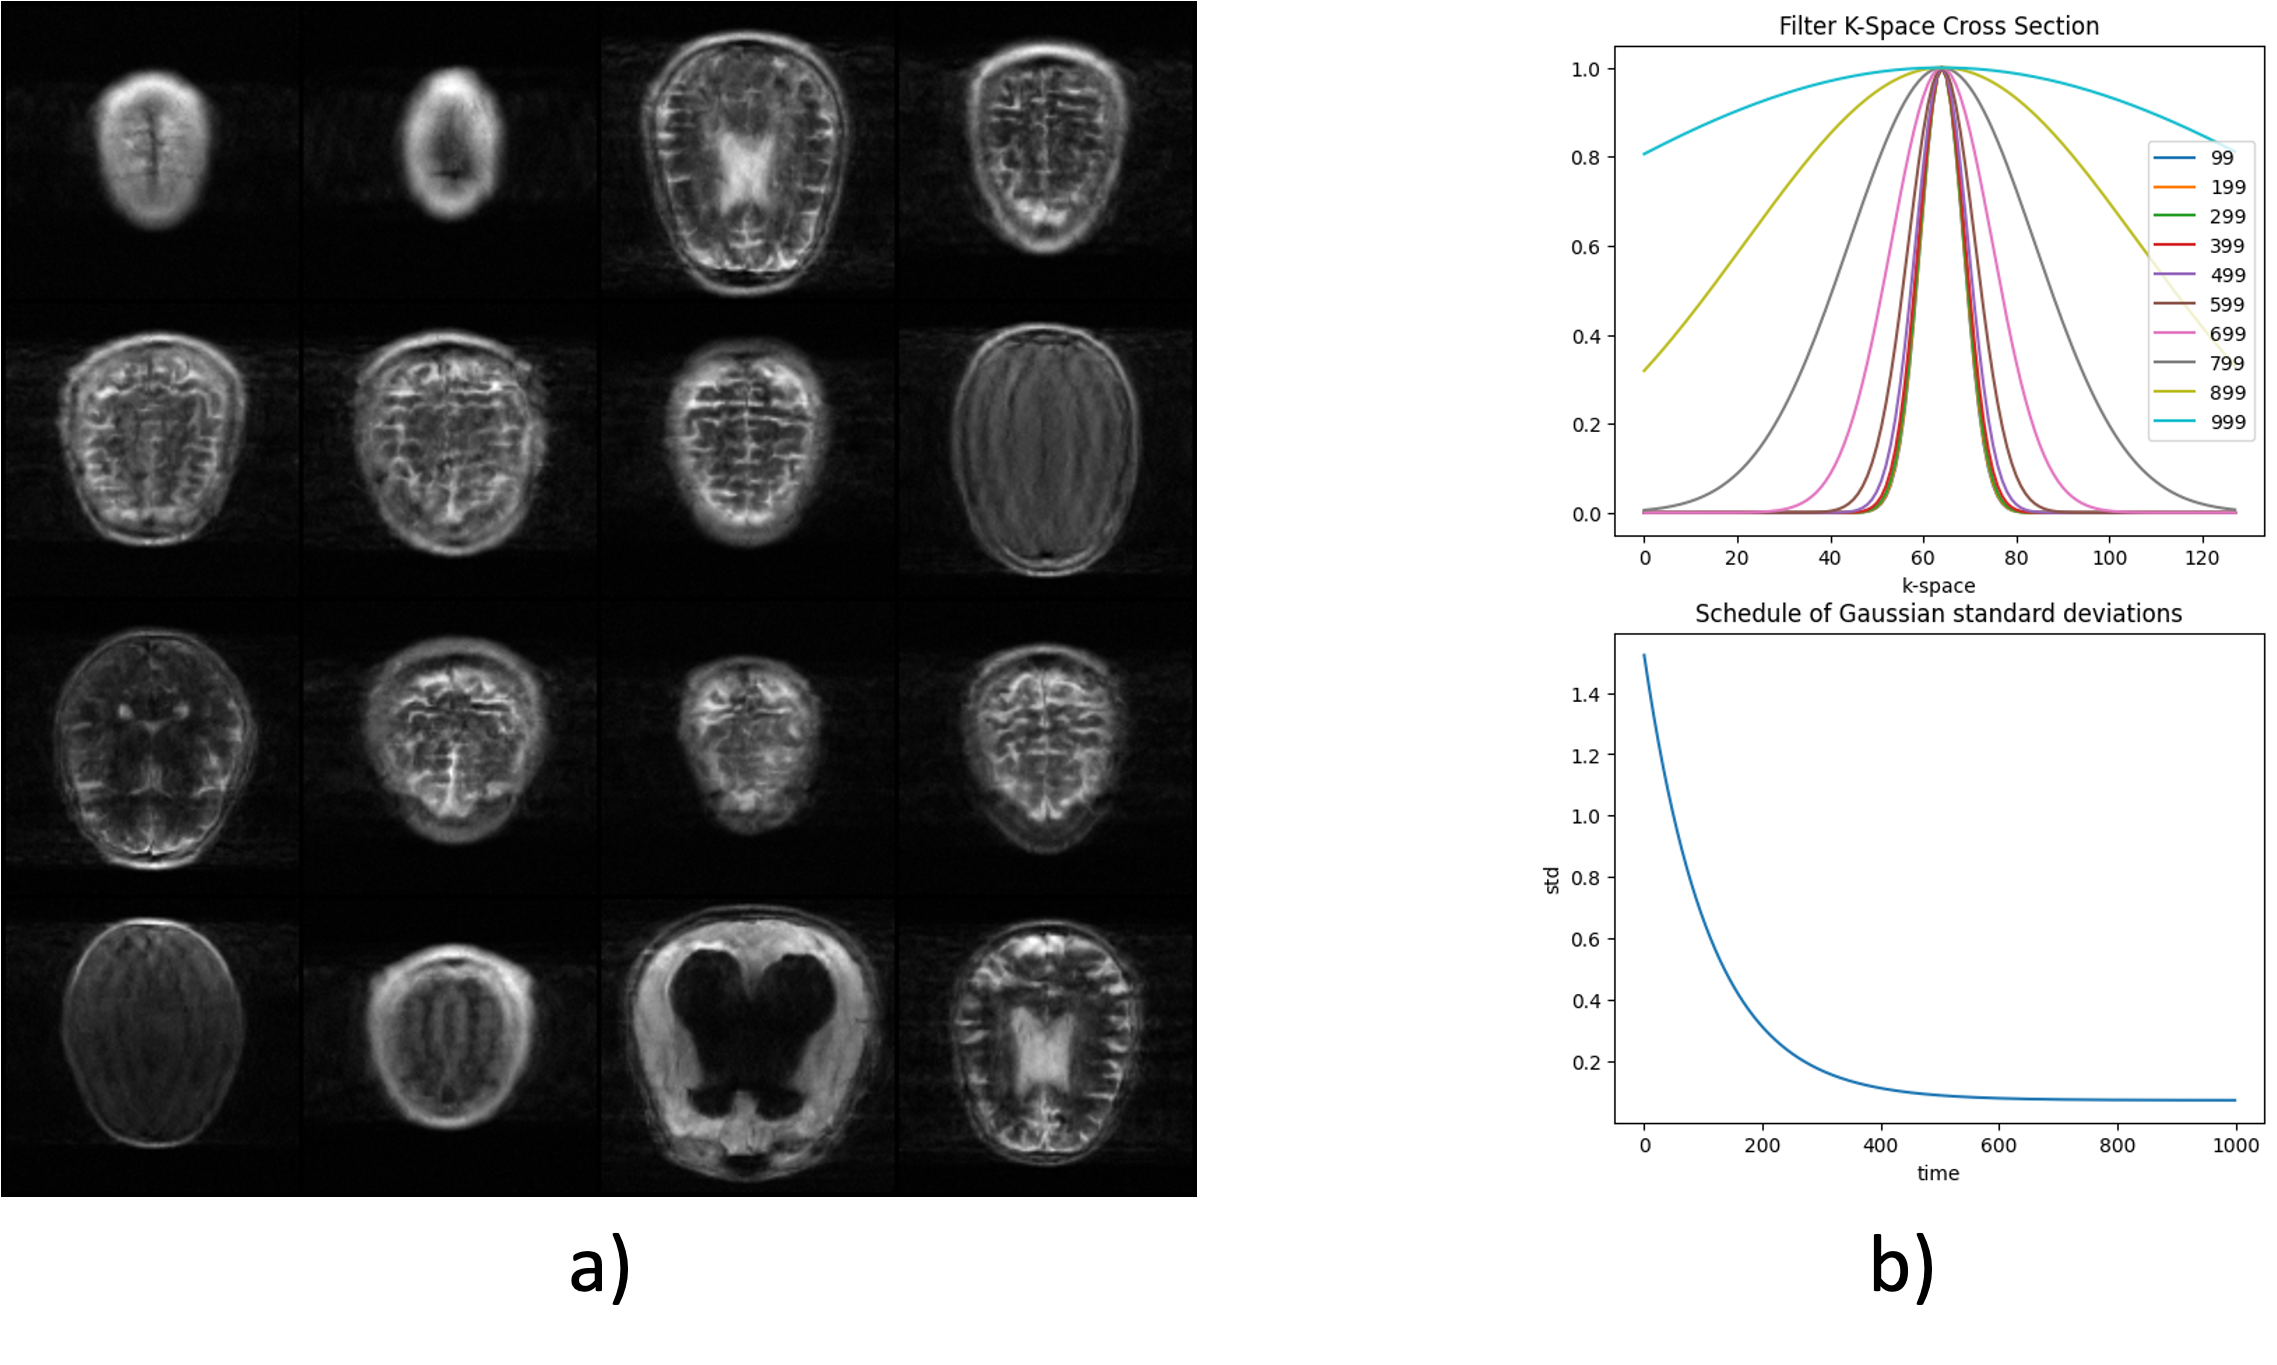 Filter K-Space Cross Section
1.0
0.8
0.6
0.4
0.2
0.0
99
199
299
399
499
599
699
799
899
999
0 20 40 60 80 100 120
k-space
Schedule of Gaussian standard deviations
1.4
1.2
1.0
0.8
0.6
0.4
0.2
std
0 200 400 600 800 1000
time
a)
b)